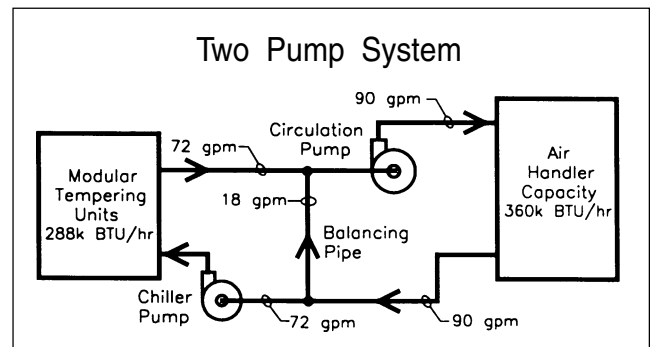 Two Pump System
90 gpm
Circulation
Pump
72 gpm
Modular
Tempering
Units
288k BTU/hr
Air
Handler
Capacity
360k BTU/hr
18 gpm
Balancing
Pipe
Chiller
Pump
72 gpm
90 gpm